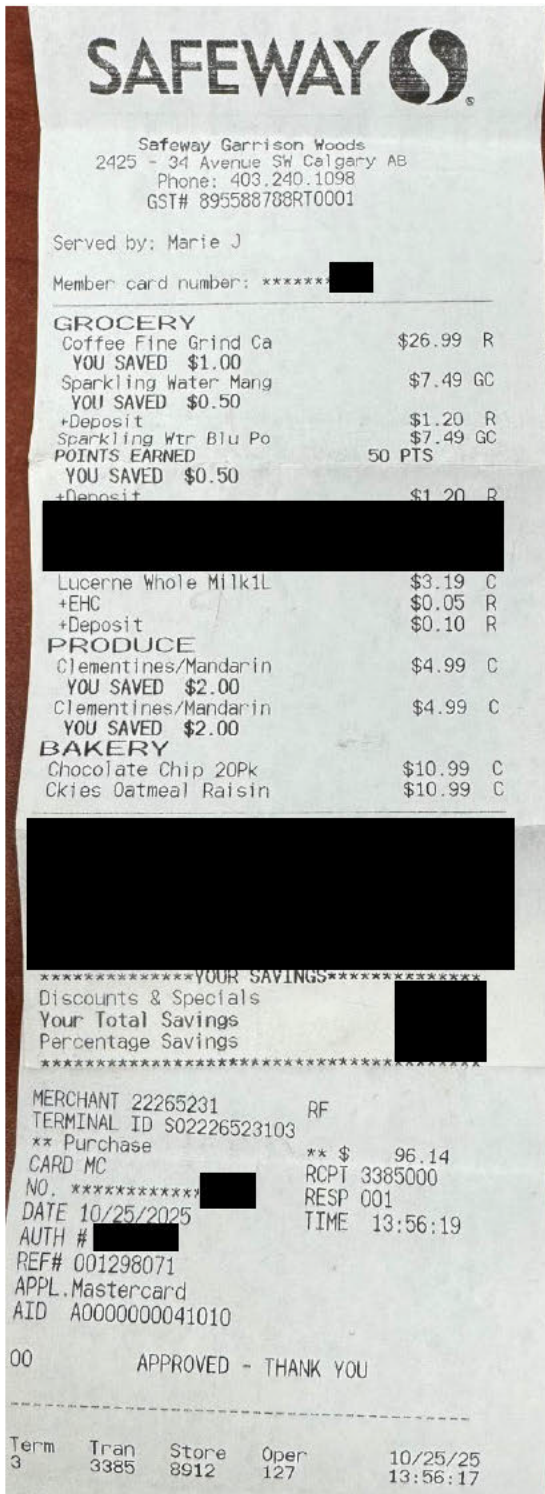 SAFEWAY
Safeway Garrison Woods
2425 - 34 Avenue SW Calgary AB
Phone: 403.240.1098
GST# 895588788RT0001
Served by: Marie J
Member card number: *******
GROCERY
Coffee Fine Grind Ca $26.99 R
YOU SAVED $1.00
Sparkling Water Mang $7.49 GC
YOU SAVED $0.50
+Deposit $1.20 R
Sparkling Wtr Blu Po $7.49 GC
POINTS EARNED 50 PTS
YOU SAVED $0.50
+Deposit $1.20 R
Lucerne Whole Milk1L $3.19 C
+EHC $0.05 R
+Deposit $0.10 R
PRODUCE
Clementines/Mandarin $4.99 C
YOU SAVED $2.00
Clementines/Mandarin $4.99 C
YOU SAVED $2.00
BAKERY
Chocolate Chip 20Pk $10.99 C
Ckies Oatmeal Raisin $10.99 C
**************YOUR SAVINGS**************
Discounts & Specials
Your Total Savings
Percentage Savings
****************************************
MERCHANT 22265231 RF
TERMINAL ID S02226523103
** Purchase ** $ 96.14
CARD MC RCPT 3385000
NO. ************ RESP 001
DATE 10/25/2025 TIME 13:56:19
AUTH #
REF# 001298071
APPL.Mastercard
AID A0000000041010
00 APPROVED - THANK YOU
----------------------------------------
Term Tran Store Oper 10/25/25
3 3385 8912 127 13:56:17